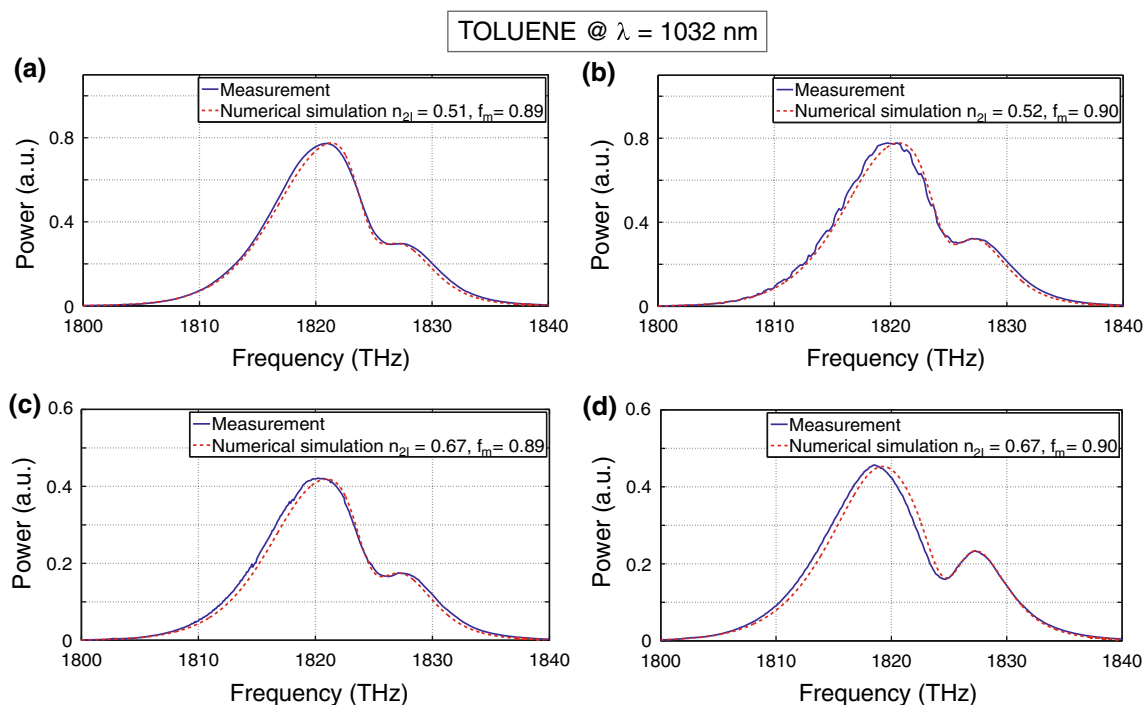 TOLUENE @ λ = 1032 nm
(a)
Measurement
Numerical simulation n2l = 0.51, fm= 0.89
0.8
0.4
0
Power (a.u.)
1800 1810 1820 1830 1840
Frequency (THz)
(b)
Measurement
Numerical simulation n2l = 0.52, fm= 0.90
0.8
0.4
0
Power (a.u.)
1800 1810 1820 1830 1840
Frequency (THz)
(c)
0.6
Measurement
Numerical simulation n2l = 0.67, fm= 0.89
0.4
0.2
0
Power (a.u.)
1800 1810 1820 1830 1840
Frequency (THz)
(d)
0.6
Measurement
Numerical simulation n2l = 0.67, fm= 0.90
0.4
0.2
0
Power (a.u.)
1800 1810 1820 1830 1840
Frequency (THz)